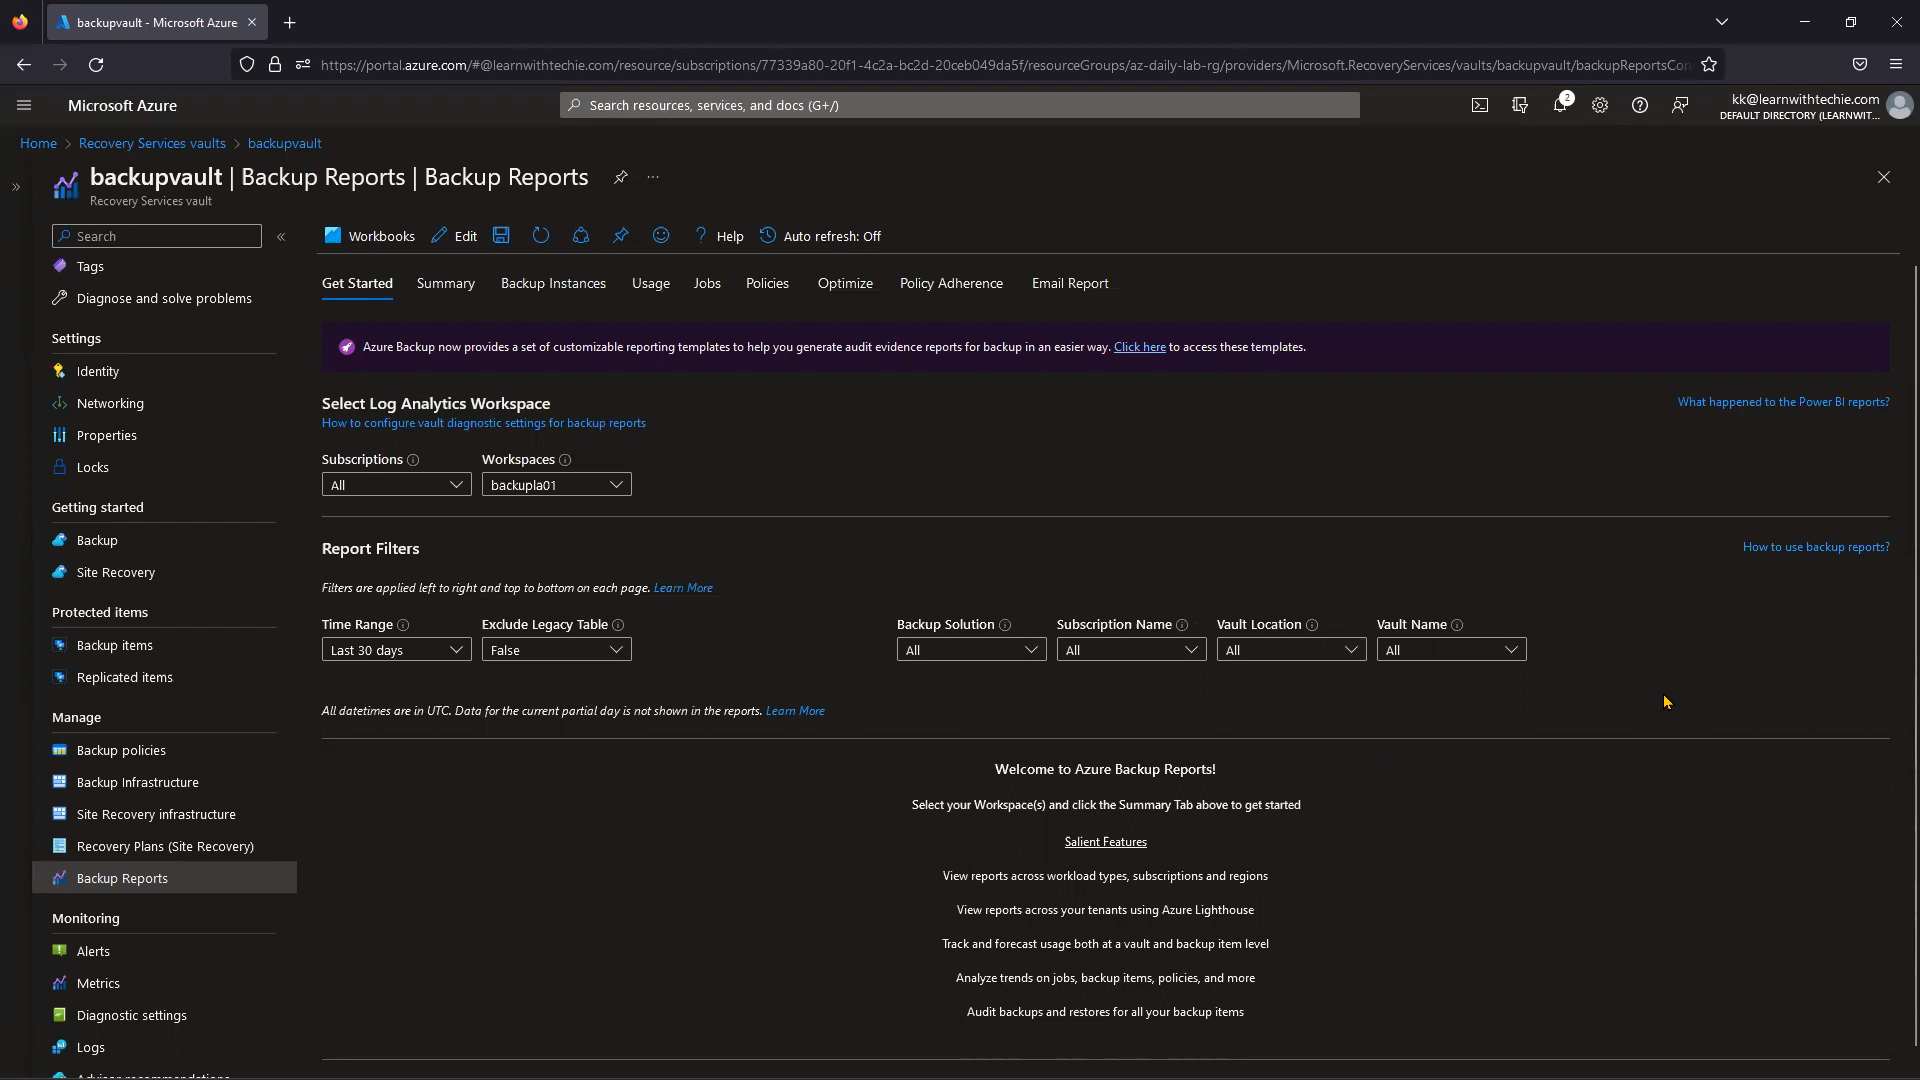 backupvault - Microsoft Azure
https://portal.azure.com/#@learnwithtechie.com/resource/subscriptions/77339a80-20f1-4c2a-bc2d-20ceb049da5f/resourceGroups/az-daily-lab-rg/providers/Microsoft.RecoveryServices/vaults/backupvault/backupReportsCon
Microsoft Azure
Search resources, services, and docs (G+/)
2
kk@learnwithtechie.com
DEFAULT DIRECTORY (LEARNWIT...
Home > Recovery Services vaults > backupvault
backupvault | Backup Reports | Backup Reports
Recovery Services vault
Search
Tags
Diagnose and solve problems
Settings
Identity
Networking
Properties
Locks
Getting started
Backup
Site Recovery
Protected items
Backup items
Replicated items
Manage
Backup policies
Backup Infrastructure
Site Recovery infrastructure
Recovery Plans (Site Recovery)
Backup Reports
Monitoring
Alerts
Metrics
Diagnostic settings
Logs
Workbooks Edit Help Auto refresh: Off
Get Started Summary Backup Instances Usage Jobs Policies Optimize Policy Adherence Email Report
Azure Backup now provides a set of customizable reporting templates to help you generate audit evidence reports for backup in an easier way. Click here to access these templates.
Select Log Analytics Workspace
What happened to the Power BI reports?
How to configure vault diagnostic settings for backup reports
Subscriptions Workspaces
All backupla01
Report Filters
How to use backup reports?
Filters are applied left to right and top to bottom on each page. Learn More
Time Range Exclude Legacy Table Backup Solution Subscription Name Vault Location Vault Name
Last 30 days False All All All All
All datetimes are in UTC. Data for the current partial day is not shown in the reports. Learn More
Welcome to Azure Backup Reports!
Select your Workspace(s) and click the Summary Tab above to get started
Salient Features
View reports across workload types, subscriptions and regions
View reports across your tenants using Azure Lighthouse
Track and forecast usage both at a vault and backup item level
Analyze trends on jobs, backup items, policies, and more
Audit backups and restores for all your backup items